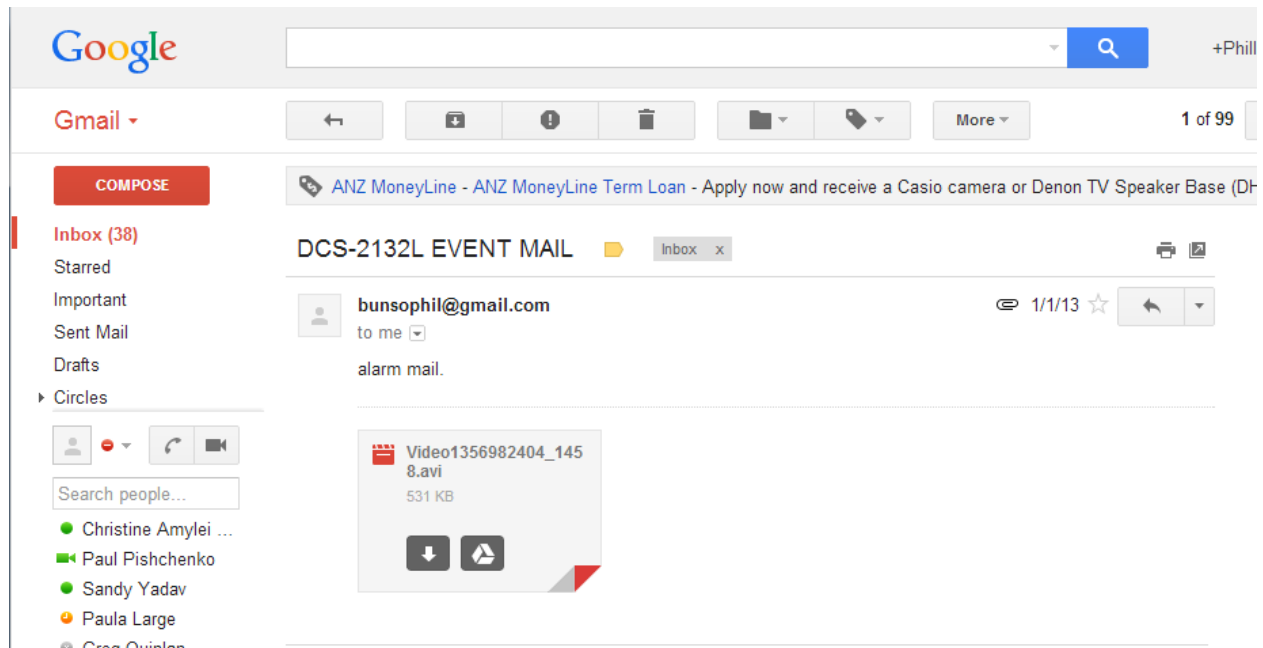 Google
+Phill
Gmail
More
1 of 99
COMPOSE
ANZ MoneyLine - ANZ MoneyLine Term Loan - Apply now and receive a Casio camera or Denon TV Speaker Base (DH
Inbox (38)
Starred
Important
Sent Mail
Drafts
Circles
DCS-2132L EVENT MAIL
Inbox x
bunsophil@gmail.com
1/1/13
to me
alarm mail.
Video1356982404_145
8.avi
531 KB
Search people...
Christine Amylei ...
Paul Pishchenko
Sandy Yadav
Paula Large
Greg Quinlan